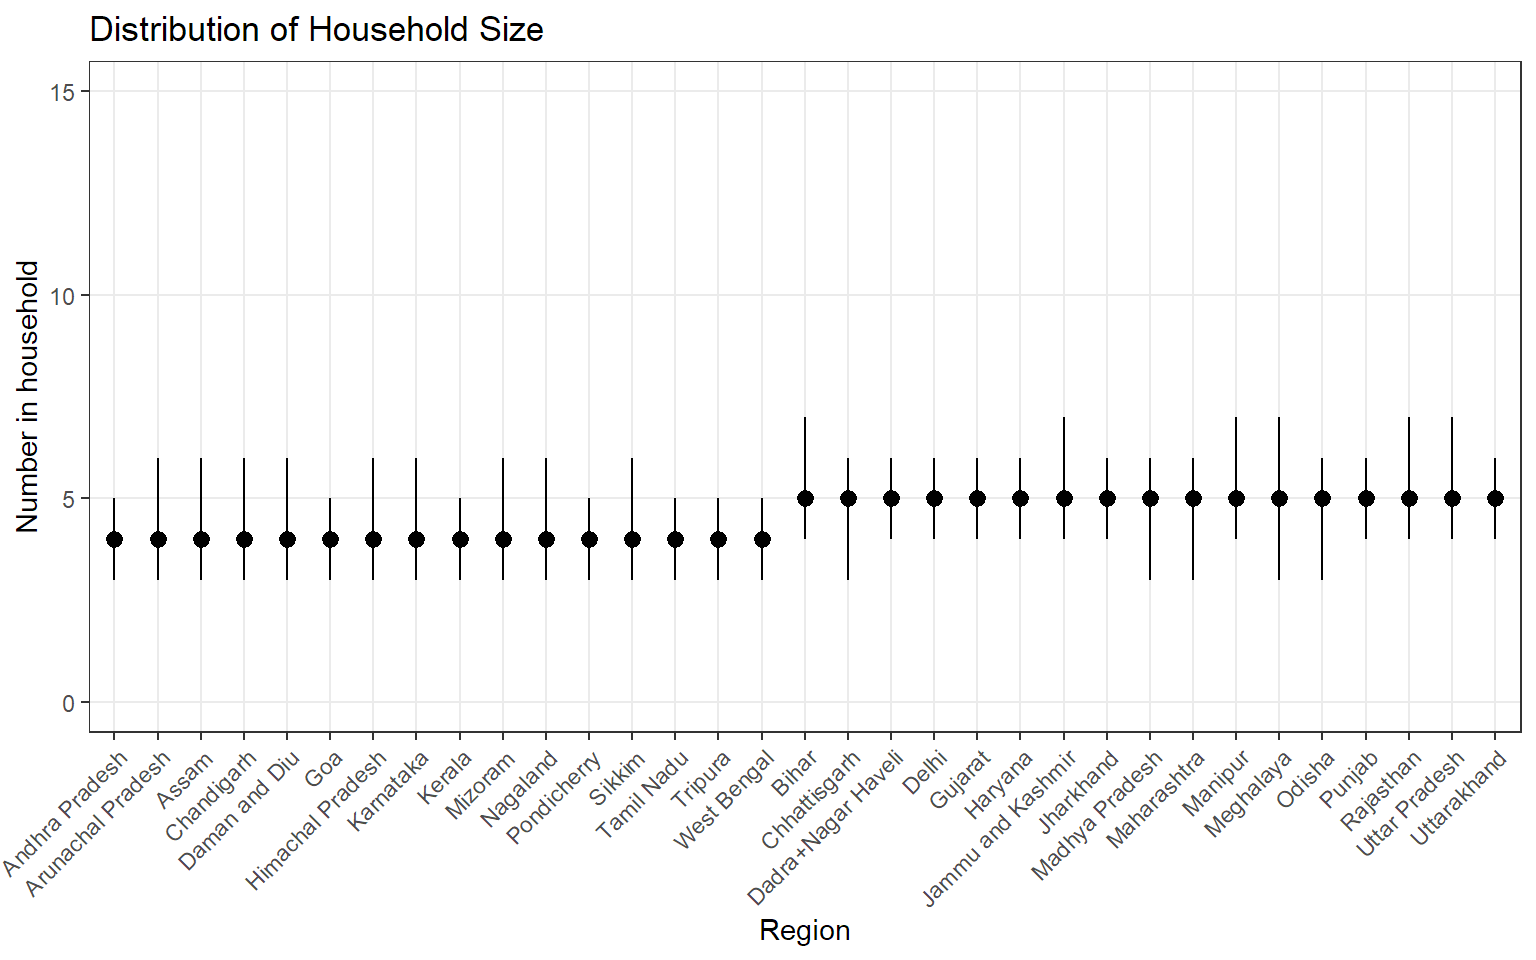 Distribution of Household Size
Number in household
15
10
5
0
Andhra Pradesh
Arunachal Pradesh
Assam
Chandigarh
Daman and Diu
Goa
Himachal Pradesh
Karnataka
Kerala
Mizoram
Nagaland
Pondicherry
Sikkim
Tamil Nadu
Tripura
West Bengal
Bihar
Chhattisgarh
Dadra+Nagar Haveli
Delhi
Gujarat
Haryana
Jammu and Kashmir
Jharkhand
Madhya Pradesh
Maharashtra
Manipur
Meghalaya
Odisha
Punjab
Rajasthan
Uttar Pradesh
Uttarakhand
Region